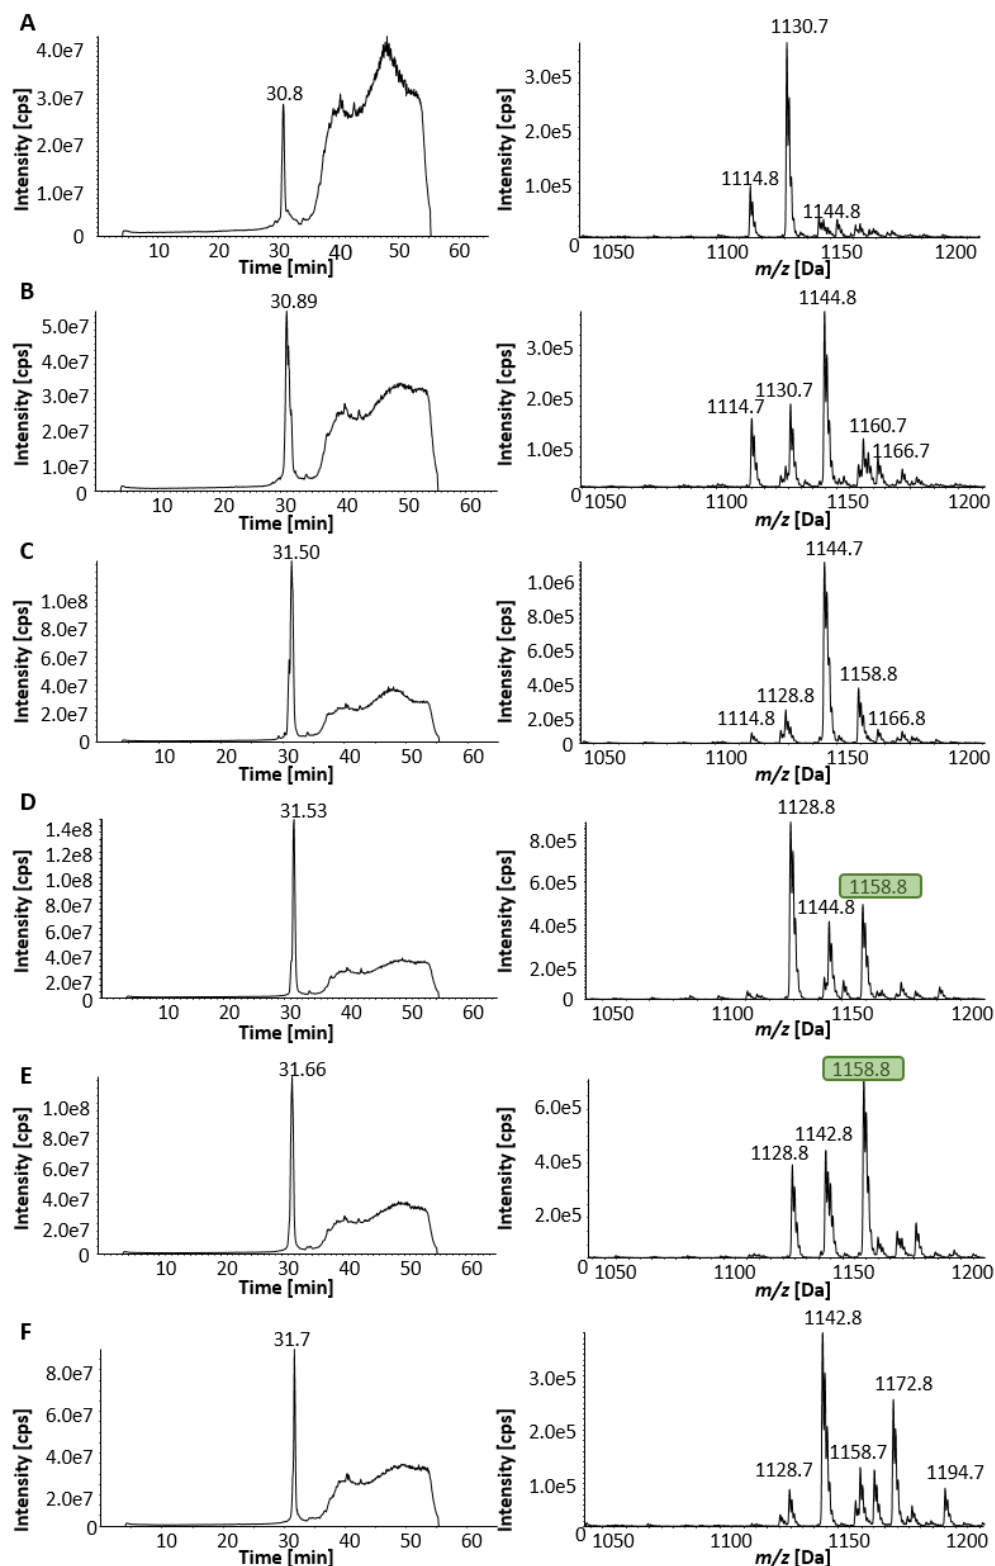 A
Intensity [cps]
4.0e7
3.0e7
2.0e7
1.0e7
0
30.8
10 20 30 40 50 60
Time [min]
Intensity [cps]
3.0e5
2.0e5
1.0e5
0
1130.7
1114.8
1144.8
1050 1100 1150 1200
m/z [Da]
B
Intensity [cps]
5.0e7
4.0e7
3.0e7
2.0e7
1.0e7
0
30.89
10 20 30 40 50 60
Time [min]
Intensity [cps]
3.0e5
2.0e5
1.0e5
0
1144.8
1130.7
1114.7
1160.7
1166.7
1050 1100 1150 1200
m/z [Da]
C
Intensity [cps]
1.0e8
8.0e7
6.0e7
4.0e7
2.0e7
0
31.50
10 20 30 40 50 60
Time [min]
Intensity [cps]
1.0e6
8.0e5
6.0e5
4.0e5
2.0e5
0
1144.7
1158.8
1128.8
1114.8
1166.8
1050 1100 1150 1200
m/z [Da]
D
Intensity [cps]
1.4e8
1.2e8
1.0e8
8.0e7
6.0e7
4.0e7
2.0e7
0
31.53
10 20 30 40 50 60
Time [min]
Intensity [cps]
8.0e5
6.0e5
4.0e5
2.0e5
0
1128.8
1158.8
1144.8
1050 1100 1150 1200
m/z [Da]
E
Intensity [cps]
1.0e8
8.0e7
6.0e7
4.0e7
2.0e7
0
31.66
10 20 30 40 50 60
Time [min]
Intensity [cps]
6.0e5
4.0e5
2.0e5
0
1158.8
1142.8
1128.8
1050 1100 1150 1200
m/z [Da]
F
Intensity [cps]
8.0e7
6.0e7
4.0e7
2.0e7
0
31.7
10 20 30 40 50 60
Time [min]
Intensity [cps]
3.0e5
2.0e5
1.0e5
0
1142.8
1172.8
1158.7
1128.7
1194.7
1050 1100 1150 1200
m/z [Da]